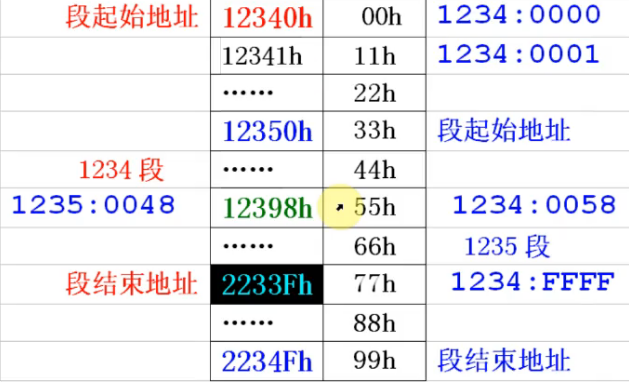 段起始地址 12340h 00h 1234:0000
12341h 11h 1234:0001
…… 22h
12350h 33h 段起始地址
1234 段 …… 44h
1235:0048 12398h 55h 1234:0058
…… 66h 1235 段
段结束地址 2233Fh 77h 1234:FFFF
…… 88h
2234Fh 99h 段结束地址